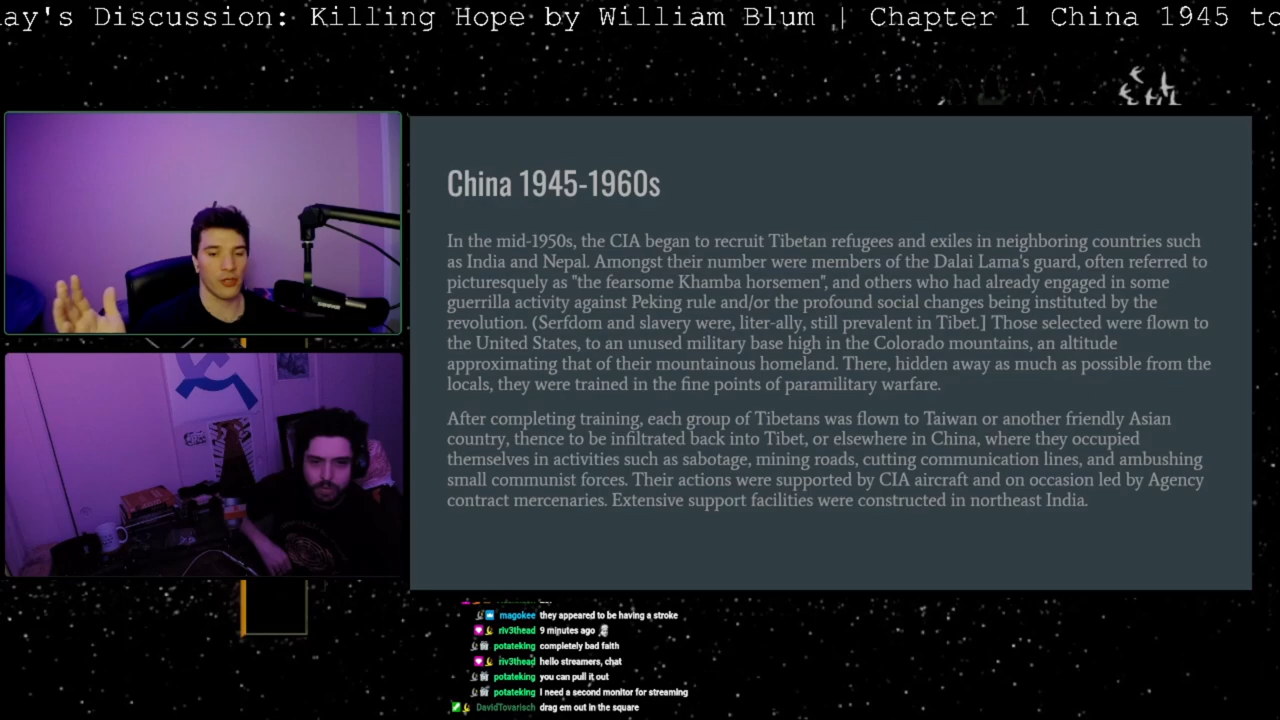 ay's Discussion: Killing Hope by William Blum | Chapter 1 China 1945 to
China 1945-1960s
In the mid-1950s, the CIA began to recruit Tibetan refugees and exiles in neighboring countries such
as India and Nepal. Amongst their number were members of the Dalai Lama's guard, often referred to
picturesquely as "the fearsome Khamba horsemen", and others who had already engaged in some
guerrilla activity against Peking rule and/or the profound social changes being instituted by the
revolution. (Serfdom and slavery were, liter-ally, still prevalent in Tibet.] Those selected were flown to
the United States, to an unused military base high in the Colorado mountains, an altitude
approximating that of their mountainous homeland. There, hidden away as much as possible from the
locals, they were trained in the fine points of paramilitary warfare.
After completing training, each group of Tibetans was flown to Taiwan or another friendly Asian
country, thence to be infiltrated back into Tibet, or elsewhere in China, where they occupied
themselves in activities such as sabotage, mining roads, cutting communication lines, and ambushing
small communist forces. Their actions were supported by CIA aircraft and on occasion led by Agency
contract mercenaries. Extensive support facilities were constructed in northeast India.
magokee they appeared to be having a stroke
riv3thead 9 minutes ago
potateking completely bad faith
riv3thead hello streamers, chat
potateking you can pull it out
potateking I need a second monitor for streaming
DavidTovarisch drag em out in the square